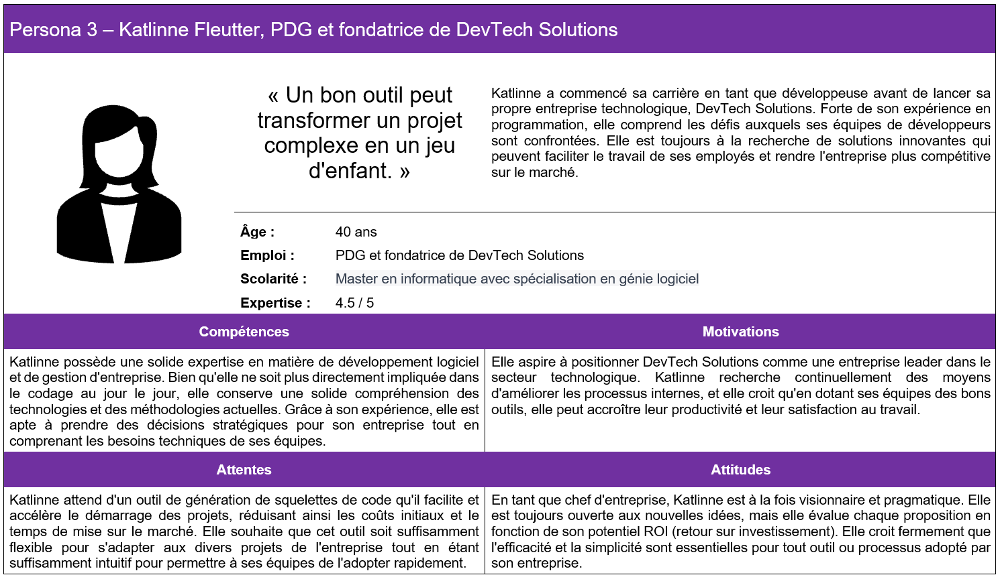 Persona 3 – Katlinne Fleutter, PDG et fondatrice de DevTech Solutions
« Un bon outil peut
transformer un projet
complexe en un jeu
d'enfant. »
Katlinne a commencé sa carrière en tant que développeuse avant de lancer sa
propre entreprise technologique, DevTech Solutions. Forte de son expérience en
programmation, elle comprend les défis auxquels ses équipes de développeurs
sont confrontées. Elle est toujours à la recherche de solutions innovantes qui
peuvent faciliter le travail de ses employés et rendre l'entreprise plus compétitive
sur le marché.
Âge : 40 ans
Emploi : PDG et fondatrice de DevTech Solutions
Scolarité : Master en informatique avec spécialisation en génie logiciel
Expertise : 4.5 / 5
Compétences
Katlinne possède une solide expertise en matière de développement logiciel
et de gestion d'entreprise. Bien qu'elle ne soit plus directement impliquée dans
le codage au jour le jour, elle conserve une solide compréhension des
technologies et des méthodologies actuelles. Grâce à son expérience, elle est
apte à prendre des décisions stratégiques pour son entreprise tout en
comprenant les besoins techniques de ses équipes.
Motivations
Elle aspire à positionner DevTech Solutions comme une entreprise leader dans le
secteur technologique. Katlinne recherche continuellement des moyens
d'améliorer les processus internes, et elle croit qu'en dotant ses équipes des bons
outils, elle peut accroître leur productivité et leur satisfaction au travail.
Attentes
Katlinne attend d'un outil de génération de squelettes de code qu'il facilite et
accélère le démarrage des projets, réduisant ainsi les coûts initiaux et le
temps de mise sur le marché. Elle souhaite que cet outil soit suffisamment
flexible pour s'adapter aux divers projets de l'entreprise tout en étant
suffisamment intuitif pour permettre à ses équipes de l'adopter rapidement.
Attitudes
En tant que chef d'entreprise, Katlinne est à la fois visionnaire et pragmatique. Elle
est toujours ouverte aux nouvelles idées, mais elle évalue chaque proposition en
fonction de son potentiel ROI (retour sur investissement). Elle croit fermement que
l'efficacité et la simplicité sont essentielles pour tout outil ou processus adopté par
son entreprise.